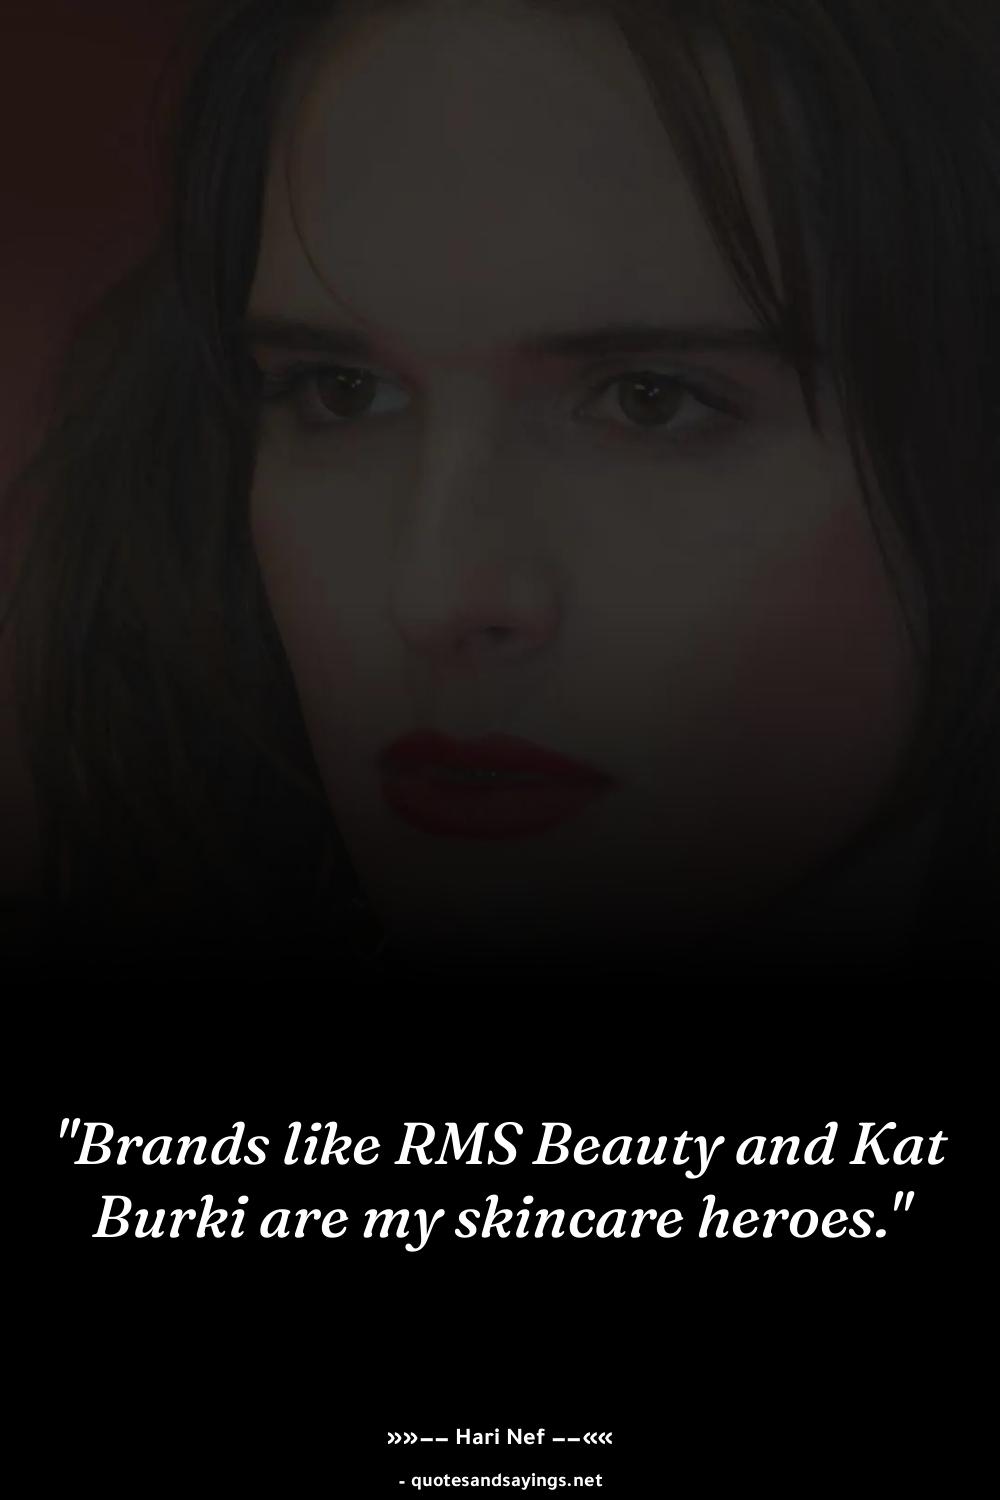 "Brands like RMS Beauty and Kat
Burki are my skincare heroes."
»»−− Hari Nef −−««
- quotesandsayings.net